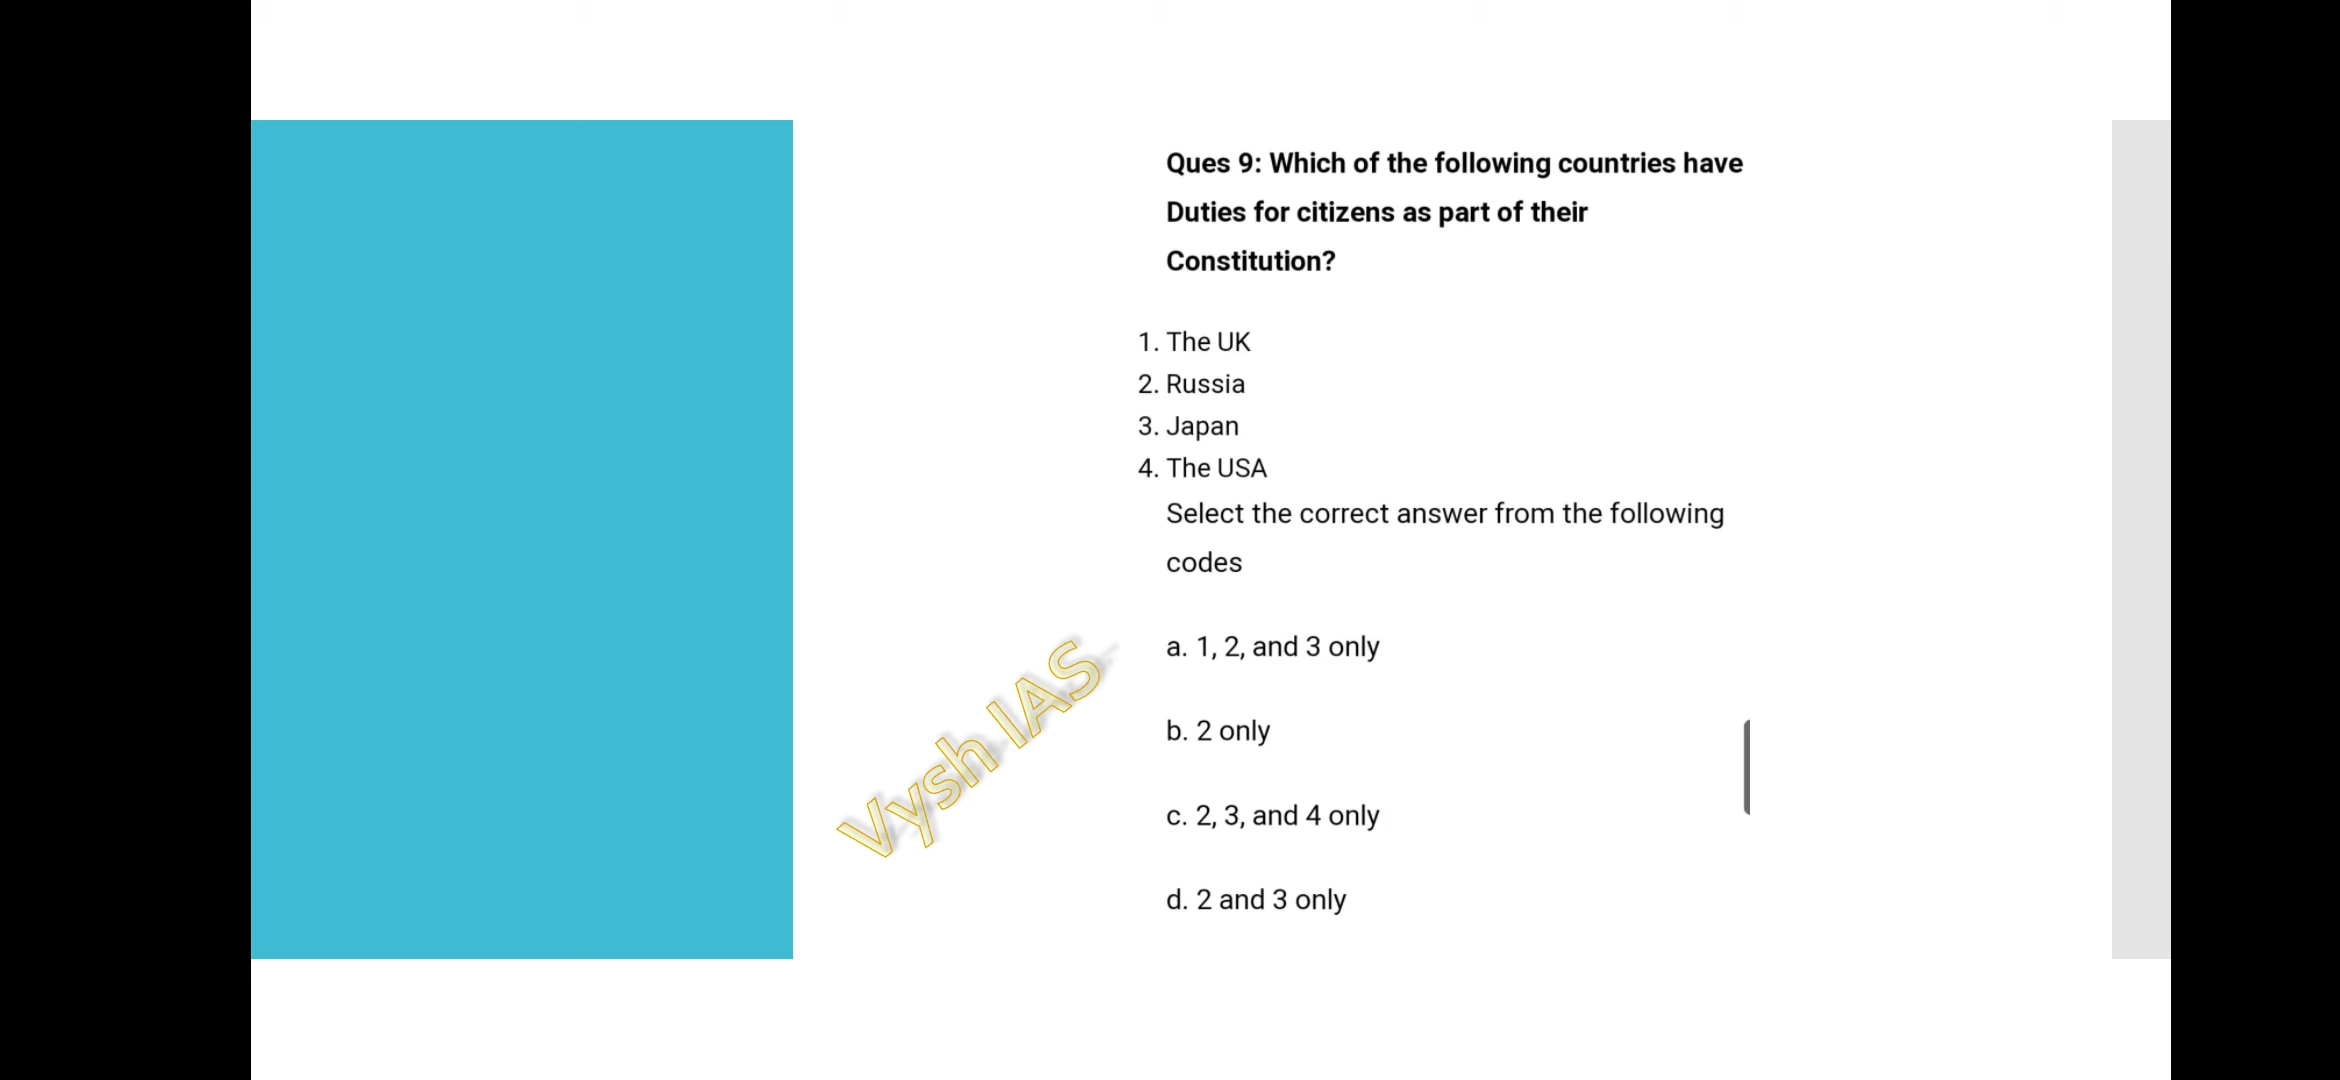 Ques 9: Which of the following countries have
Duties for citizens as part of their
Constitution?
1. The UK
2. Russia
3. Japan
4. The USA
Select the correct answer from the following
codes
a. 1, 2, and 3 only
b. 2 only
c. 2, 3, and 4 only
d. 2 and 3 only
Vysh IAS